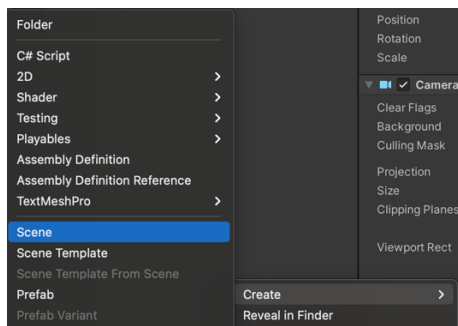 Folder
C# Script
2D
Shader
Testing
Playables
Assembly Definition
Assembly Definition Reference
TextMeshPro
Scene
Scene Template
Scene Template From Scene
Prefab
Prefab Variant
Create
Reveal in Finder
Position
Rotation
Scale
Camera
Clear Flags
Background
Culling Mask
Projection
Size
Clipping Planes
Viewport Rect